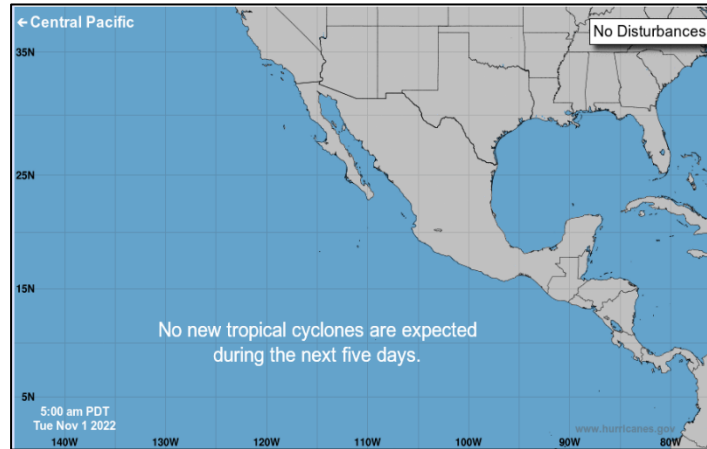 ← Central Pacific
No Disturbances
35N
25N
15N
5N
No new tropical cyclones are expected
during the next five days.
5:00 am PDT
Tue Nov 1 2022
www.hurricanes.gov
140W 130W 120W 110W 100W 90W 80W